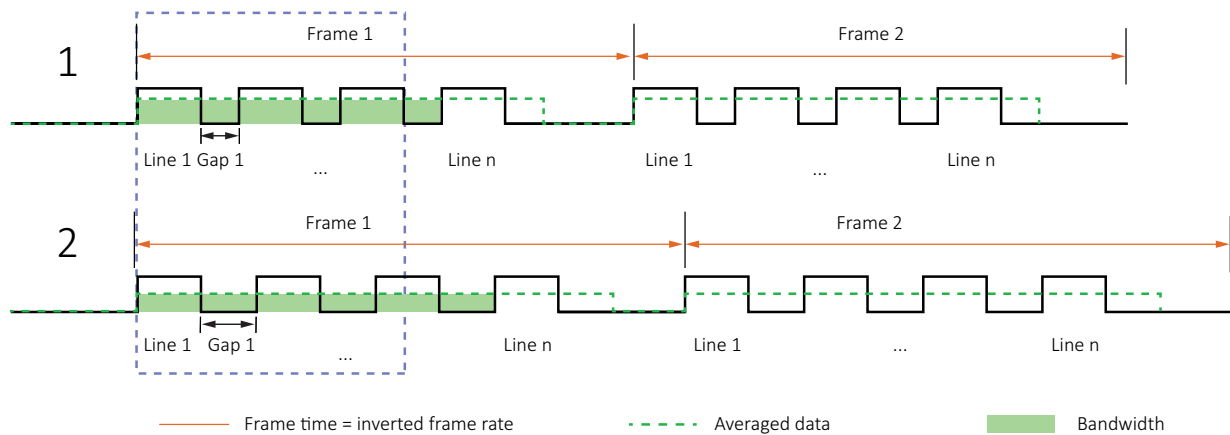 1
Frame 1
Frame 2
Line 1 Gap 1
...
Line n
Line 1
...
Line n
2
Frame 1
Frame 2
Line 1
Gap 1
...
Line n
Line 1
...
Line n
Frame time = inverted frame rate
Averaged data
Bandwidth